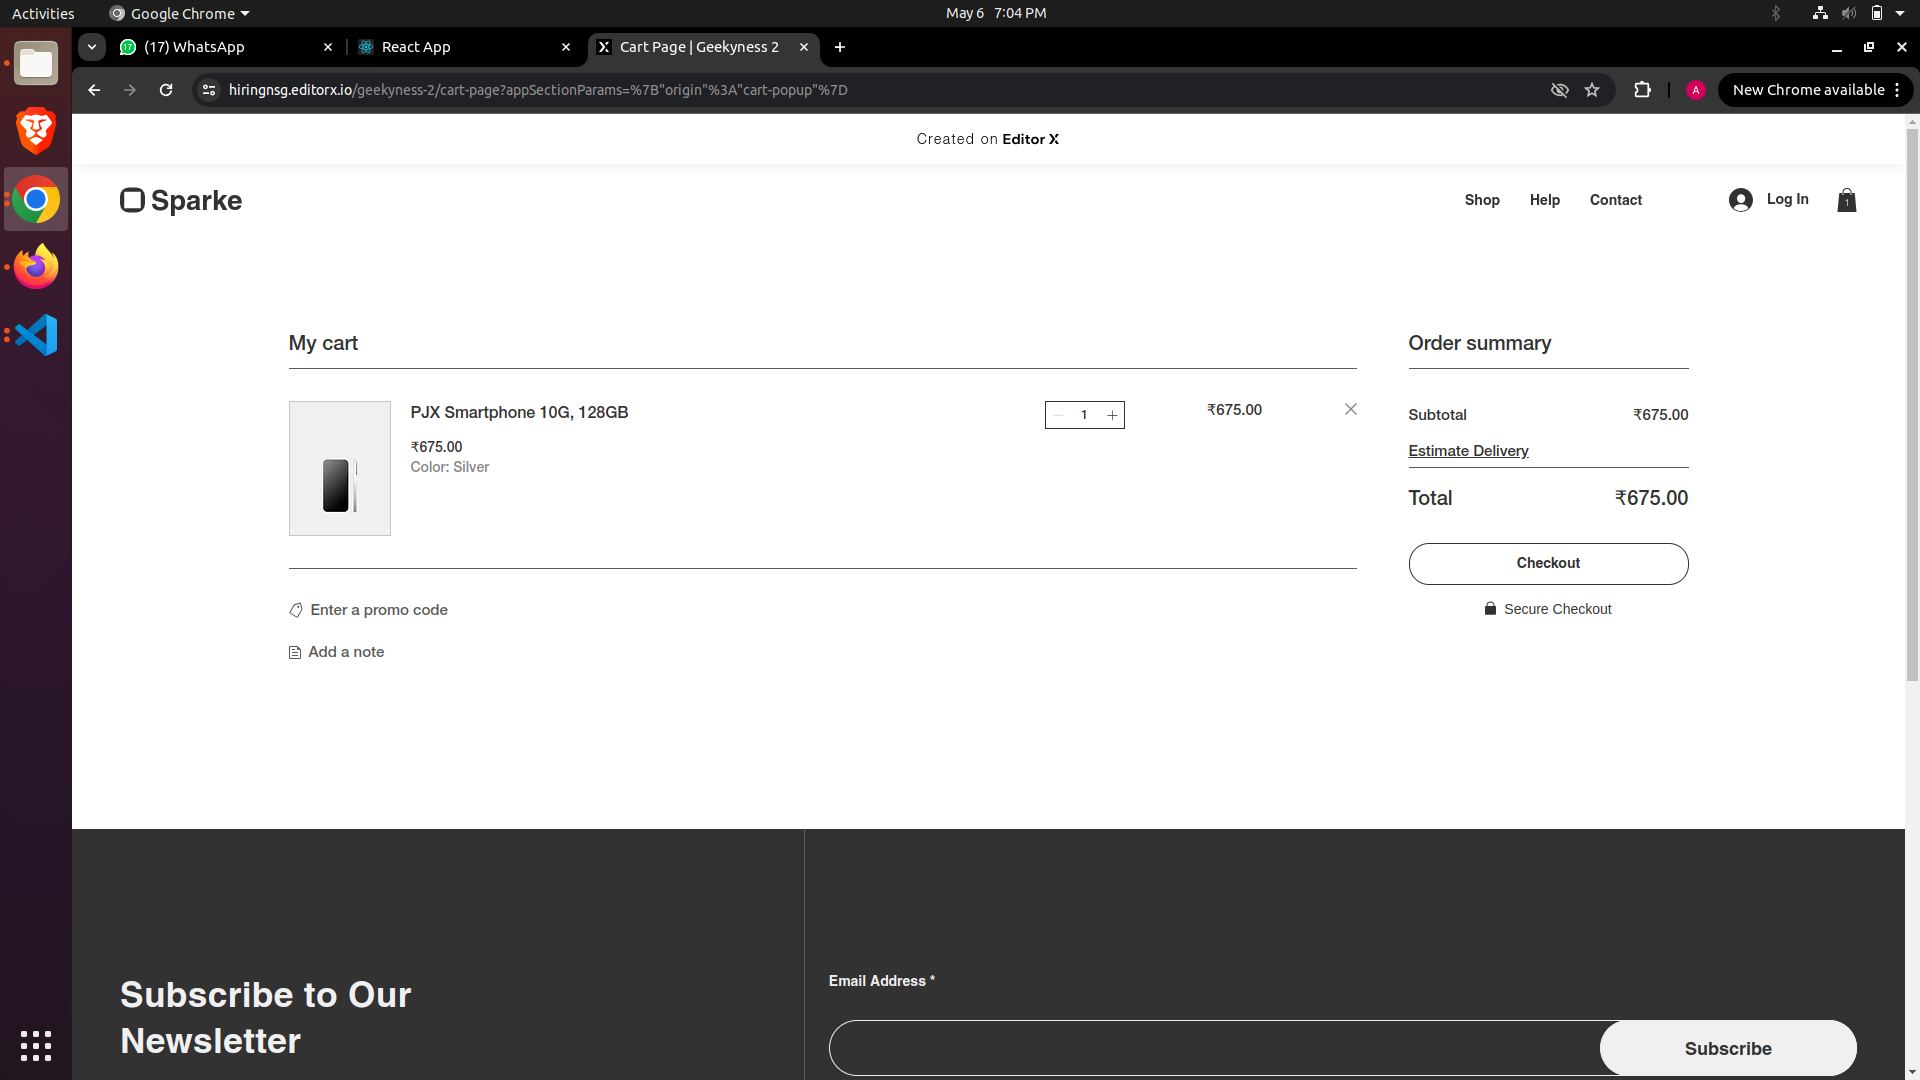 Activities
Google Chrome
May 6 7:04 PM
17
(17) WhatsApp
React App
Cart Page | Geekyness 2
hiringnsg.editorx.io/geekyness-2/cart-page?appSectionParams=%7B"origin"%3A"cart-popup"%7D
A
New Chrome available
Created on Editor X
Sparke
Shop
Help
Contact
Log In
1
My cart
Order summary
PJX Smartphone 10G, 128GB
₹675.00
Color: Silver
1
₹675.00
Subtotal
₹675.00
Estimate Delivery
Total
₹675.00
Checkout
Secure Checkout
Enter a promo code
Add a note
Subscribe to Our
Newsletter
Email Address *
Subscribe